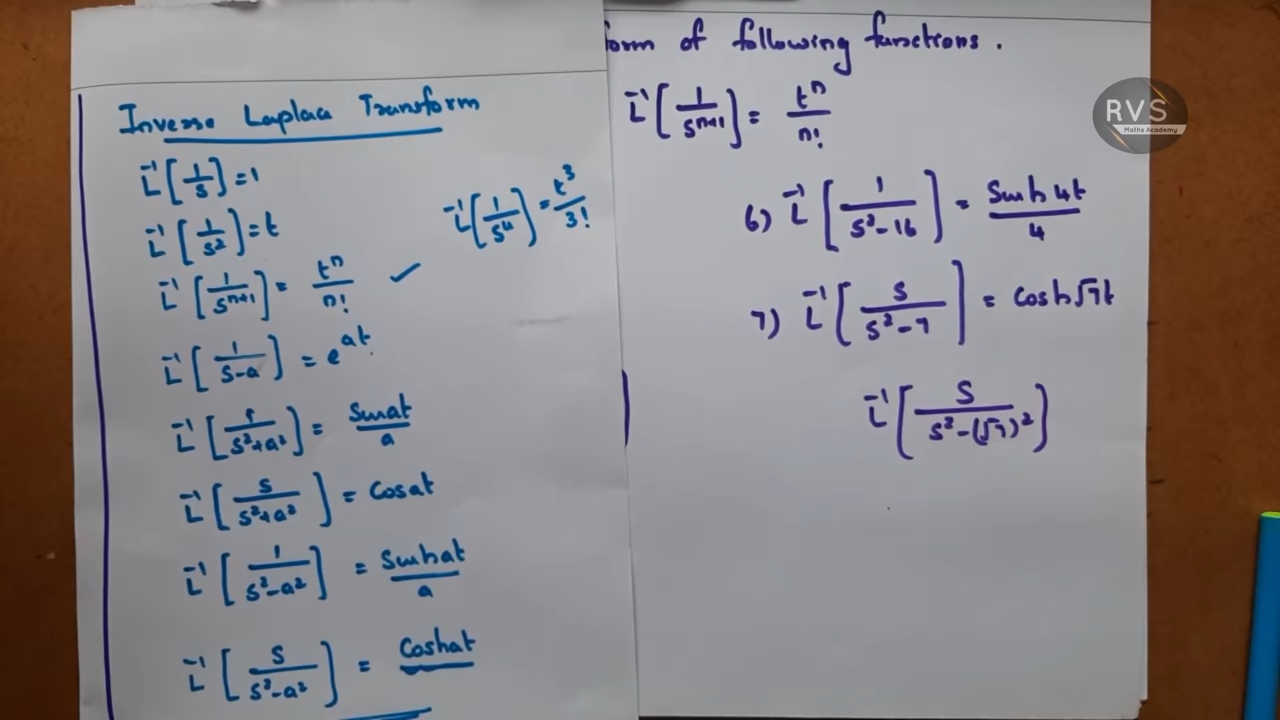 Inverse Laplace Transform
L⁻¹[1/s] = 1
L⁻¹[1/s²] = t
L⁻¹[1/sⁿ⁺¹] = tⁿ/n! ✓
L⁻¹[1/s⁴] = t³/3!
L⁻¹[1/(s-a)] = e^at
L⁻¹[1/(s²+a²)] = Sinat/a
L⁻¹[s/(s²+a²)] = Cosat
L⁻¹[1/(s²-a²)] = Sinhat/a
L⁻¹[s/(s²-a²)] = Coshat
form of following functions.
L⁻¹[1/sⁿ⁺¹] = tⁿ/n!
6) L⁻¹[1/(s²-16)] = Sinh4t/4
7) L⁻¹[s/(s²-7)] = Cosh√7t
L⁻¹[s/(s²-(√7)²)]
RVS
Maths Academy